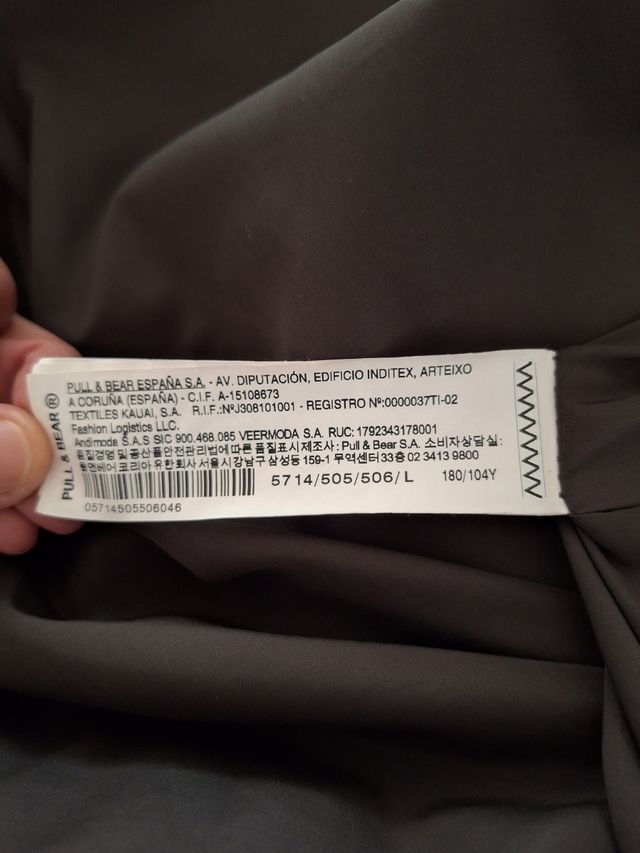 PULL & BEAR ®
PULL & BEAR ESPAÑA S.A. - AV. DIPUTACIÓN, EDIFICIO INDITEX, ARTEIXO
A CORUÑA (ESPAÑA) - C.I.F. A-15108673
TEXTILES KAUAI, S.A. R.I.F.:NºJ308101001 - REGISTRO Nº:0000037TI-02
Fashion Logistics LLC.
Andimoda S.A.S SIC 900.468.085 VEERMODA S.A. RUC: 1792343178001
품질경영 및 공산품안전관리법에 따른 품질표시 제조사 : Pull & Bear S.A. 소비자상담실:
웰언베어 코리아 유한회사 서울시 강남구 삼성동 159-1 무역센터 33층 02 3413 9800
5714/505/506/L 180/104Y
05714505506046